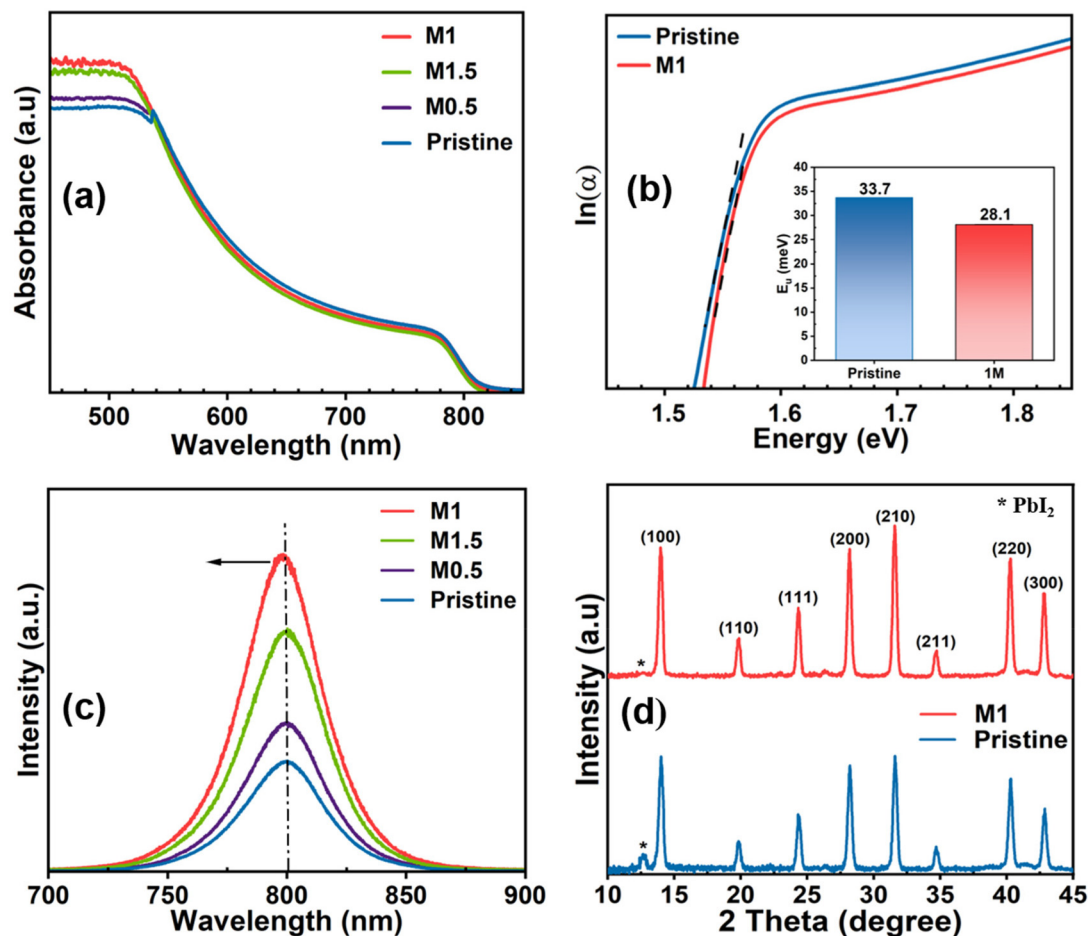 M1
M1.5
M0.5
Pristine
(a)
Absorbance (a.u)
500
600
700
800
Wavelength (nm)
Pristine
M1
(b)
ln(α)
33.7
28.1
40
35
30
25
20
15
10
5
0
Eu (meV)
Pristine
1M
1.5
1.6
1.7
1.8
Energy (eV)
M1
M1.5
M0.5
Pristine
(c)
Intensity (a.u.)
700
750
800
850
900
Wavelength (nm)
* PbI2
(100)
(110)
(111)
(200)
(210)
(211)
(220)
(300)
*
(d)
M1
Pristine
*
Intensity (a.u)
10
15
20
25
30
35
40
45
2 Theta (degree)